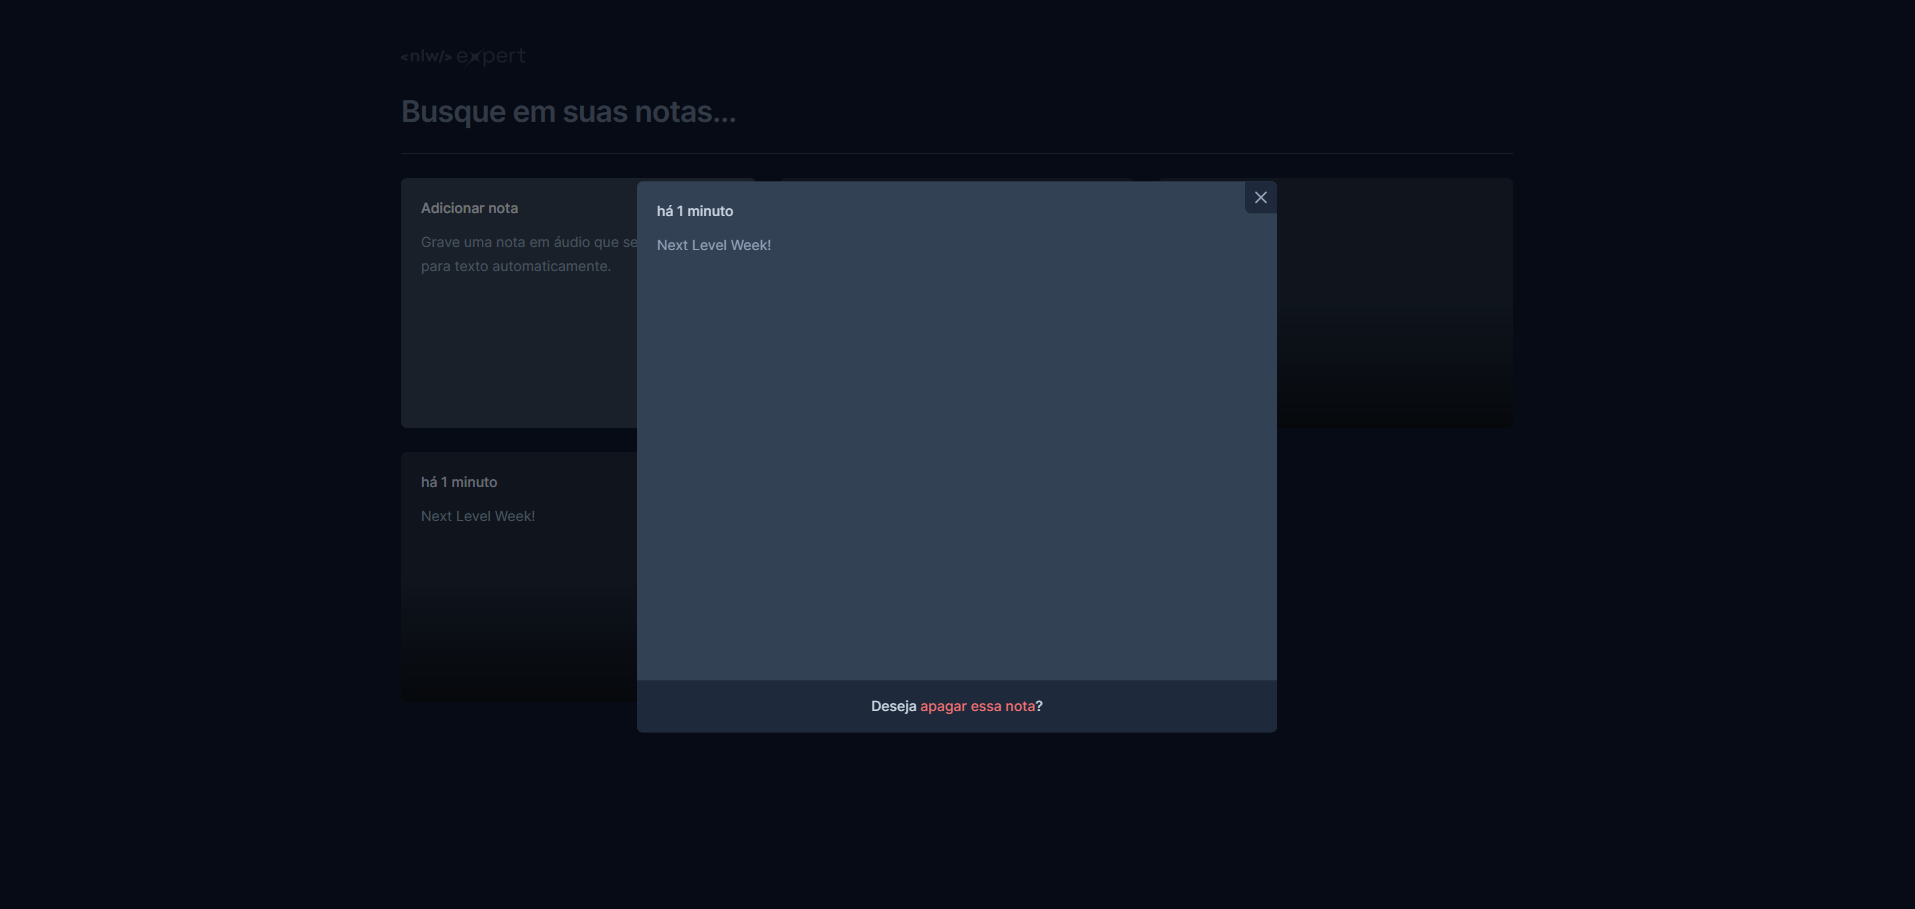 <nlw/> expert
Busque em suas notas...
Adicionar nota
Grave uma nota em áudio que se
para texto automaticamente.
há 1 minuto
Next Level Week!
há 1 minuto
Next Level Week!
Deseja apagar essa nota?